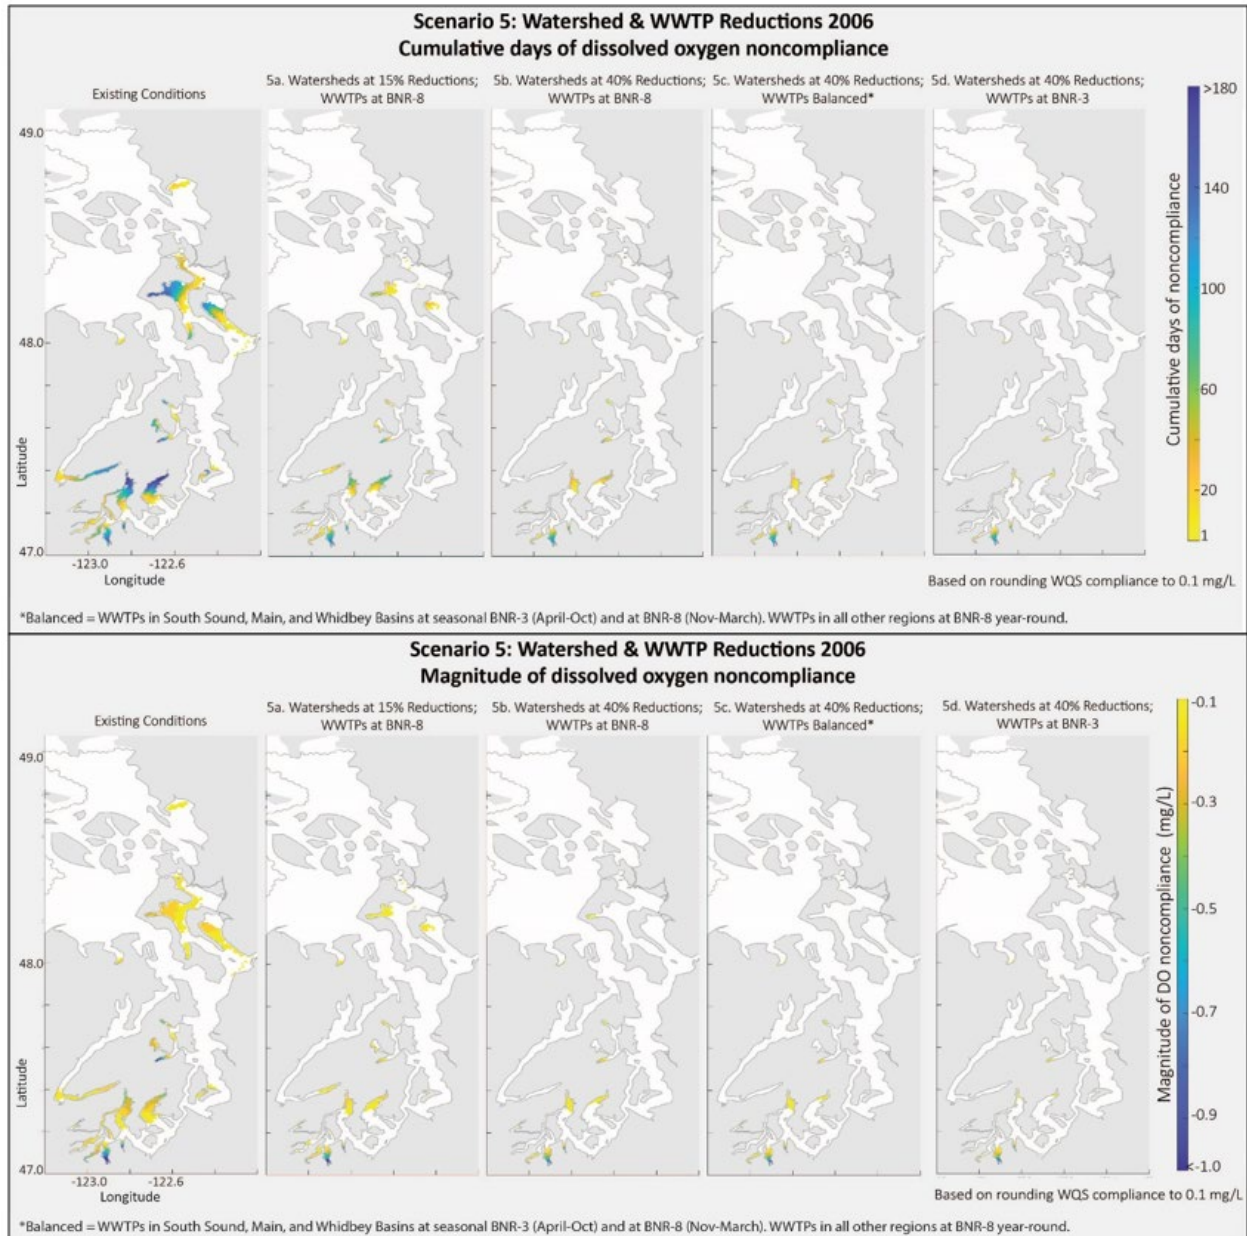 Scenario 5: Watershed & WWTP Reductions 2006
Cumulative days of dissolved oxygen noncompliance
Existing Conditions
5a. Watersheds at 15% Reductions;
WWTPs at BNR-8
5b. Watersheds at 40% Reductions;
WWTPs at BNR-8
5c. Watersheds at 40% Reductions;
WWTPs Balanced*
5d. Watersheds at 40% Reductions;
WWTPs at BNR-3
49.0
48.0
47.0
Latitude
-123.0
-122.6
Longitude
>180
140
100
60
20
1
Cumulative days of noncompliance
Based on rounding WQS compliance to 0.1 mg/L
*Balanced = WWTPs in South Sound, Main, and Whidbey Basins at seasonal BNR-3 (April-Oct) and at BNR-8 (Nov-March). WWTPs in all other regions at BNR-8 year-round.
Scenario 5: Watershed & WWTP Reductions 2006
Magnitude of dissolved oxygen noncompliance
Existing Conditions
5a. Watersheds at 15% Reductions;
WWTPs at BNR-8
5b. Watersheds at 40% Reductions;
WWTPs at BNR-8
5c. Watersheds at 40% Reductions;
WWTPs Balanced*
5d. Watersheds at 40% Reductions;
WWTPs at BNR-3
49.0
48.0
47.0
Latitude
-123.0
-122.6
Longitude
-0.1
-0.3
-0.5
-0.7
-0.9
<-1.0
Magnitude of DO noncompliance (mg/L)
Based on rounding WQS compliance to 0.1 mg/L
*Balanced = WWTPs in South Sound, Main, and Whidbey Basins at seasonal BNR-3 (April-Oct) and at BNR-8 (Nov-March). WWTPs in all other regions at BNR-8 year-round.